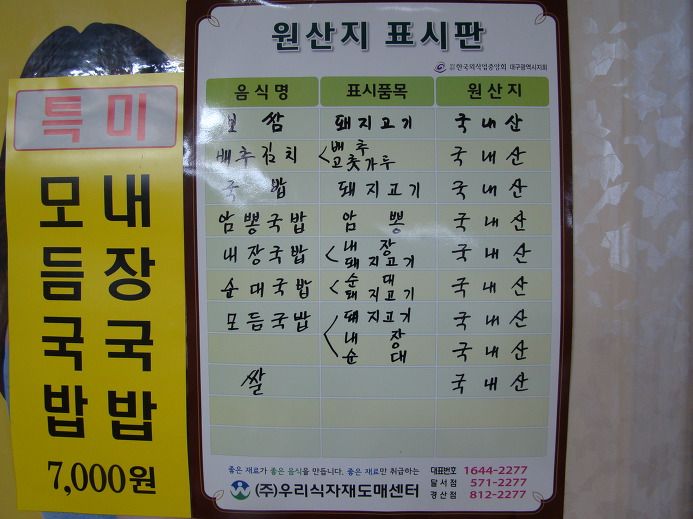 특미
내장국밥
모듬국밥
7,000원
원산지 표시판
한국외식업중앙회 대구광역시지회
음식명 표시품목 원산지
보쌈 돼지고기 국내산
배추김치 배추 고춧가루 국내산
국밥 돼지고기 국내산
암뽕국밥 암뽕 국내산
내장국밥 내장 돼지고기 국내산
순대국밥 순대 돼지고기 국내산
모듬국밥 돼지고기 국내산
내장 국내산
순대
쌀 국내산
좋은 재료가 좋은 음식을 만듭니다. 좋은 재료만 취급하는
(주)우리식자재도매센터
대표번호 1644-2277
달서점 571-2277
경산점 812-2277